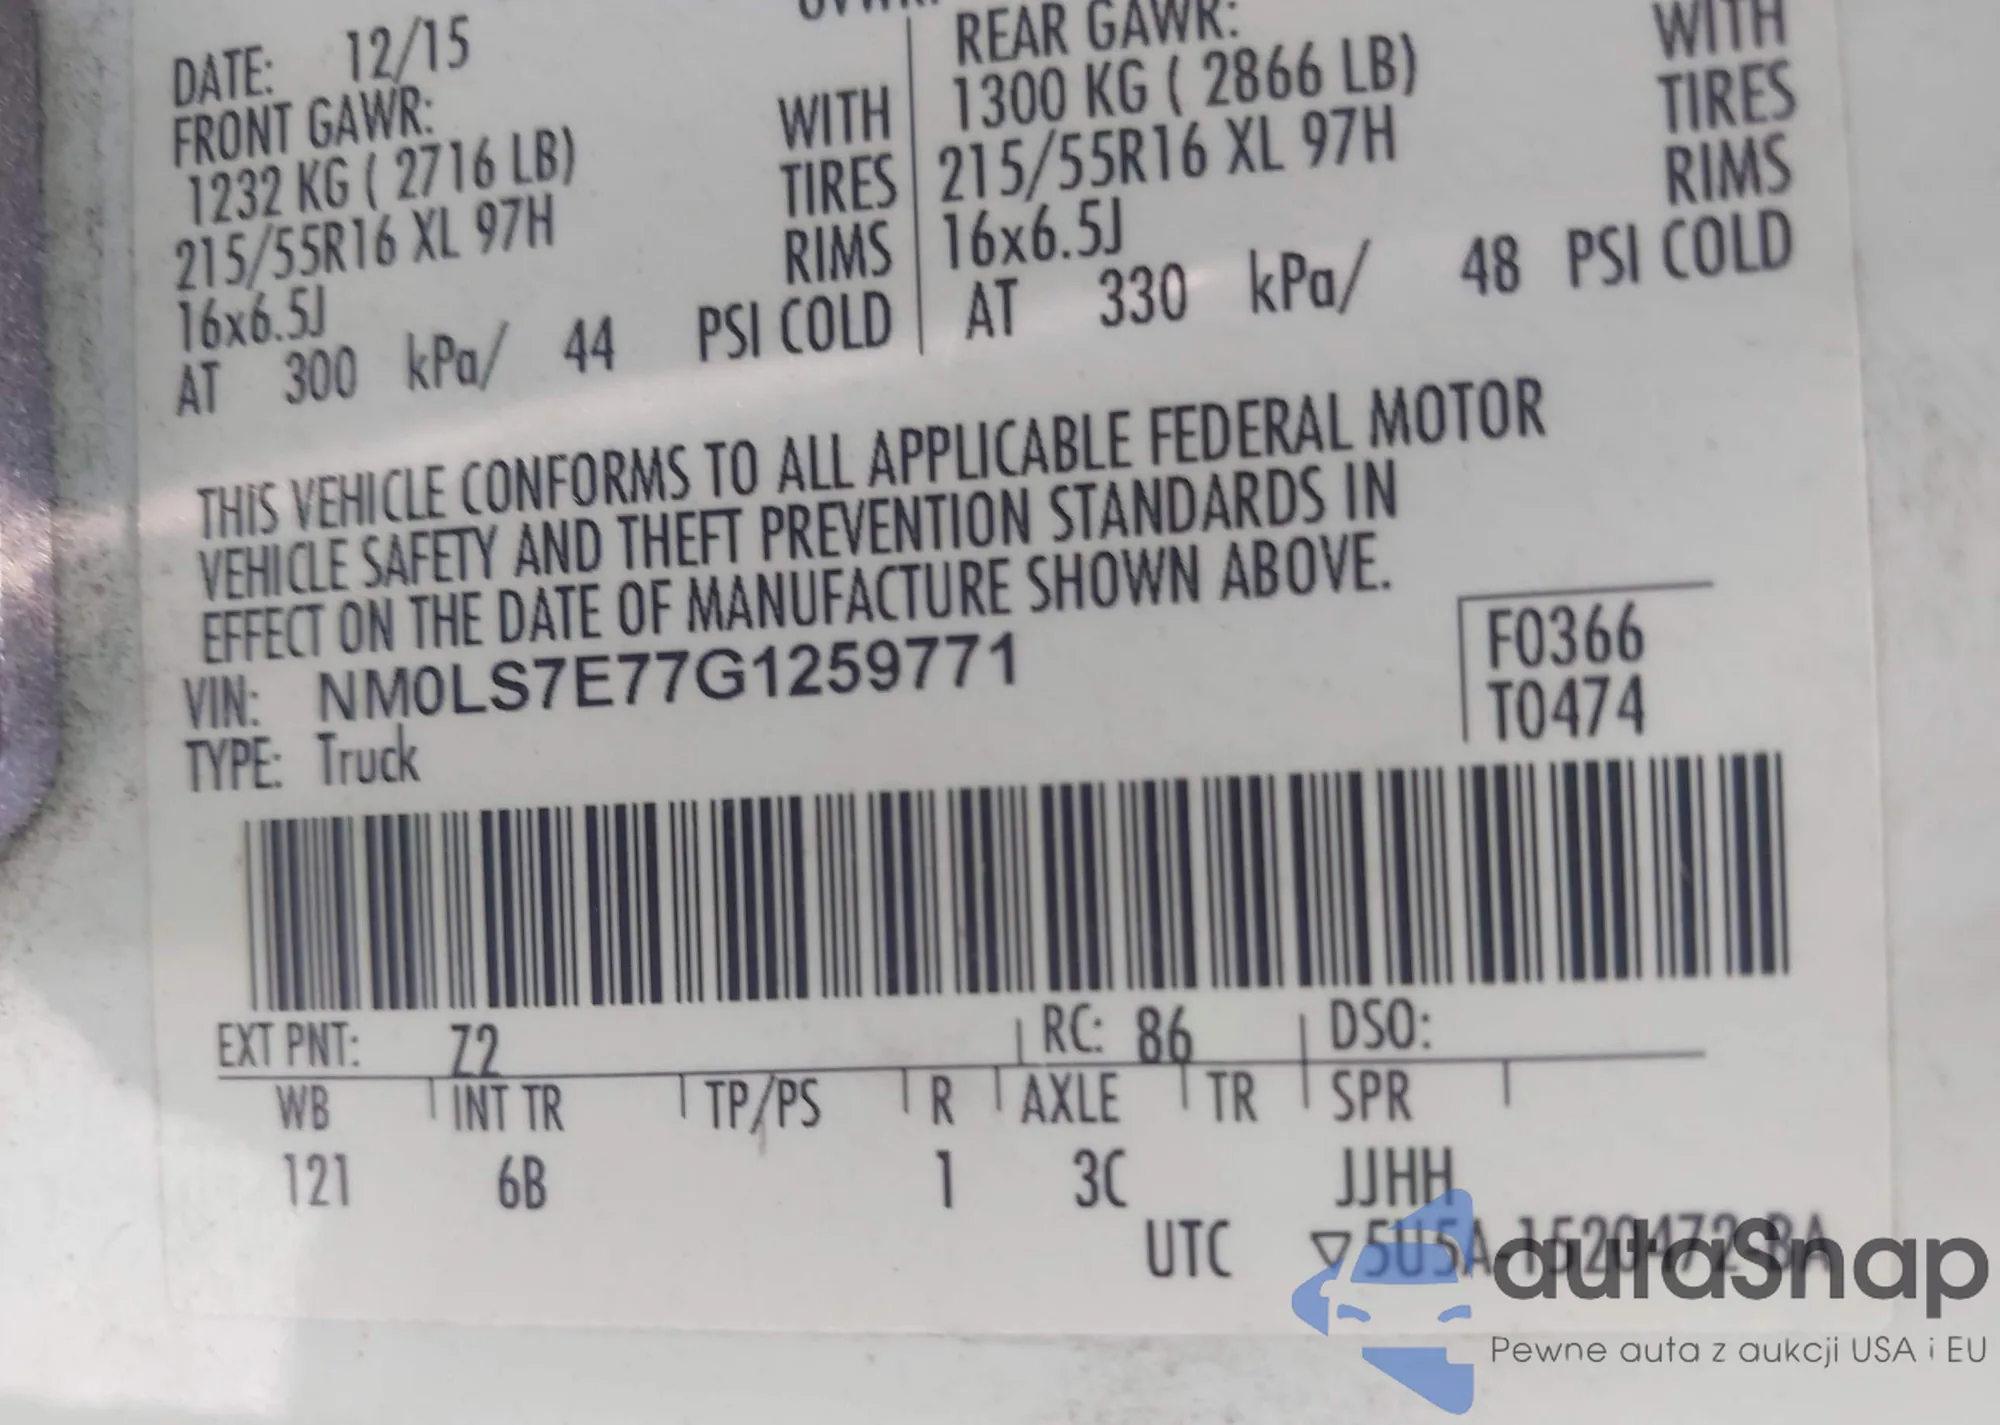 DATE: 12/15
FRONT GAWR:
1232 KG ( 2716 LB) WITH
215/55R16 XL 97H TIRES
16x6.5J RIMS
AT 300 kPa/ 44 PSI COLD
REAR GAWR: WITH
1300 KG ( 2866 LB) TIRES
215/55R16 XL 97H RIMS
16x6.5J
AT 330 kPa/ 48 PSI COLD
THIS VEHICLE CONFORMS TO ALL APPLICABLE FEDERAL MOTOR
VEHICLE SAFETY AND THEFT PREVENTION STANDARDS IN
EFFECT ON THE DATE OF MANUFACTURE SHOWN ABOVE.
VIN: NM0LS7E77G1259771
TYPE: Truck
F0366
T0474
EXT PNT: Z2 RC: 86 DSO:
WB INT TR TP/PS R AXLE TR SPR
121 6B 1 3C JJHH
UTC ▽5U5A-1520472-BA
autaSnap
Pewne auta z aukcji USA i EU